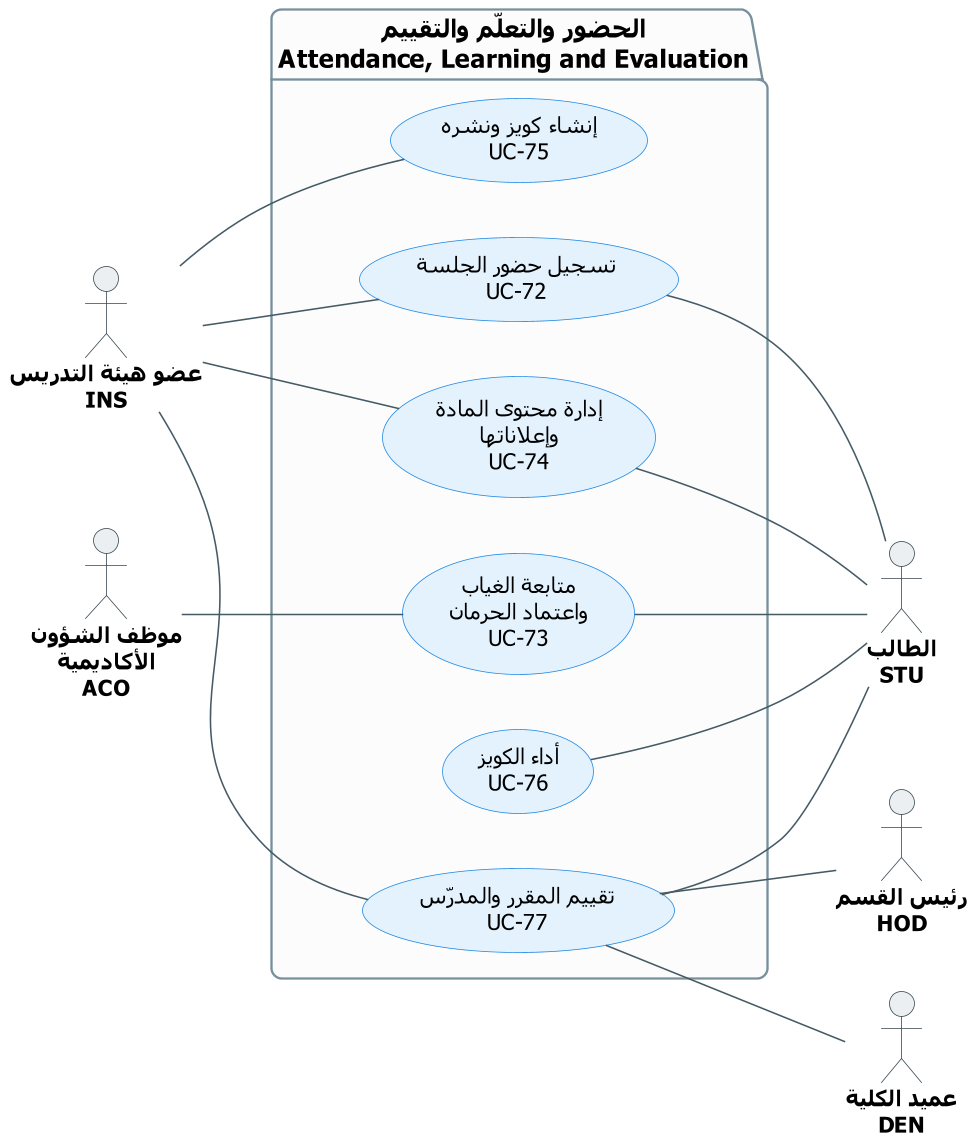 الحضور والتعلّم والتقييم
Attendance, Learning and Evaluation
إنشاء كويز ونشره
UC-75
تسجيل حضور الجلسة
UC-72
إدارة محتوى المادة
وإعلاناتها
UC-74
متابعة الغياب
واعتماد الحرمان
UC-73
أداء الكويز
UC-76
تقييم المقرر والمدرّس
UC-77
عضو هيئة التدريس
INS
موظف الشؤون
الأكاديمية
ACO
الطالب
STU
رئيس القسم
HOD
عميد الكلية
DEN